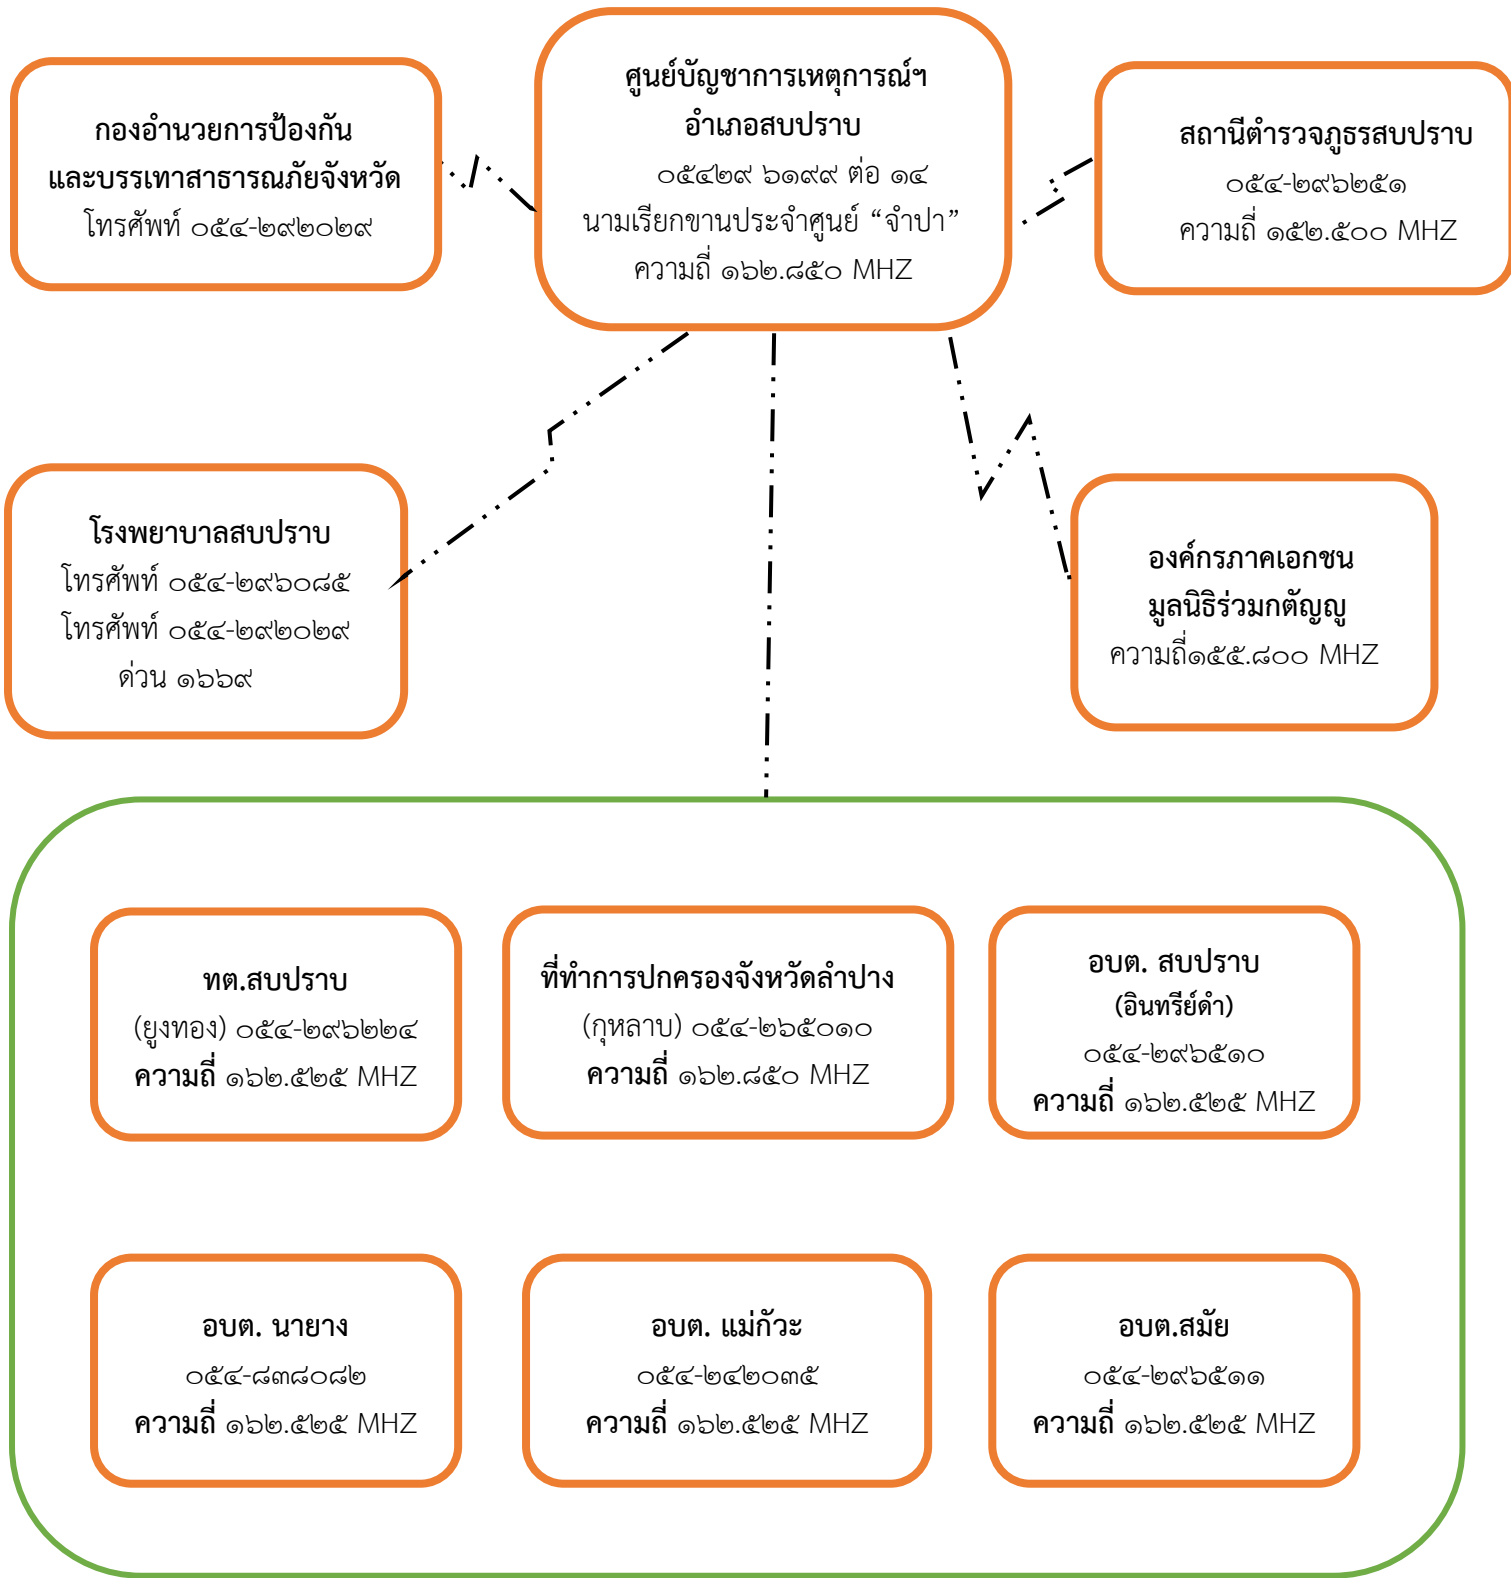 กองอำนวยการป้องกัน
และบรรเทาสาธารณภัยจังหวัด
โทรศัพท์ ๐๕๔-๒๙๒๐๒๙
ศูนย์บัญชาการเหตุการณ์ฯ
อำเภอสบปราบ
๐๕๔๒๙ ๖๑๙๙ ต่อ ๑๔
นามเรียกขานประจำศูนย์ “จำปา”
ความถี่ ๑๖๒.๘๕๐ MHZ
สถานีตำรวจภูธรสบปราบ
๐๕๔-๒๙๖๒๕๑
ความถี่ ๑๕๒.๕๐๐ MHZ
โรงพยาบาลสบปราบ
โทรศัพท์ ๐๕๔-๒๙๖๐๘๕
โทรศัพท์ ๐๕๔-๒๙๒๐๒๙
ด่วน ๑๖๖๙
องค์กรภาคเอกชน
มูลนิธิร่วมกตัญญู
ความถี่๑๕๕.๘๐๐ MHZ
ทต.สบปราบ
(ยูงทอง) ๐๕๔-๒๙๖๒๒๔
ความถี่ ๑๖๒.๕๒๕ MHZ
ที่ทำการปกครองจังหวัดลำปาง
(กุหลาบ) ๐๕๔-๒๖๕๐๑๐
ความถี่ ๑๖๒.๘๕๐ MHZ
อบต. สบปราบ
(อินทรีย์ดำ)
๐๕๔-๒๙๖๕๑๐
ความถี่ ๑๖๒.๕๒๕ MHZ
อบต. นายาง
๐๕๔-๘๓๘๐๘๒
ความถี่ ๑๖๒.๕๒๕ MHZ
อบต. แม่กัวะ
๐๕๔-๒๔๒๐๓๕
ความถี่ ๑๖๒.๕๒๕ MHZ
อบต.สมัย
๐๕๔-๒๙๖๕๑๑
ความถี่ ๑๖๒.๕๒๕ MHZ